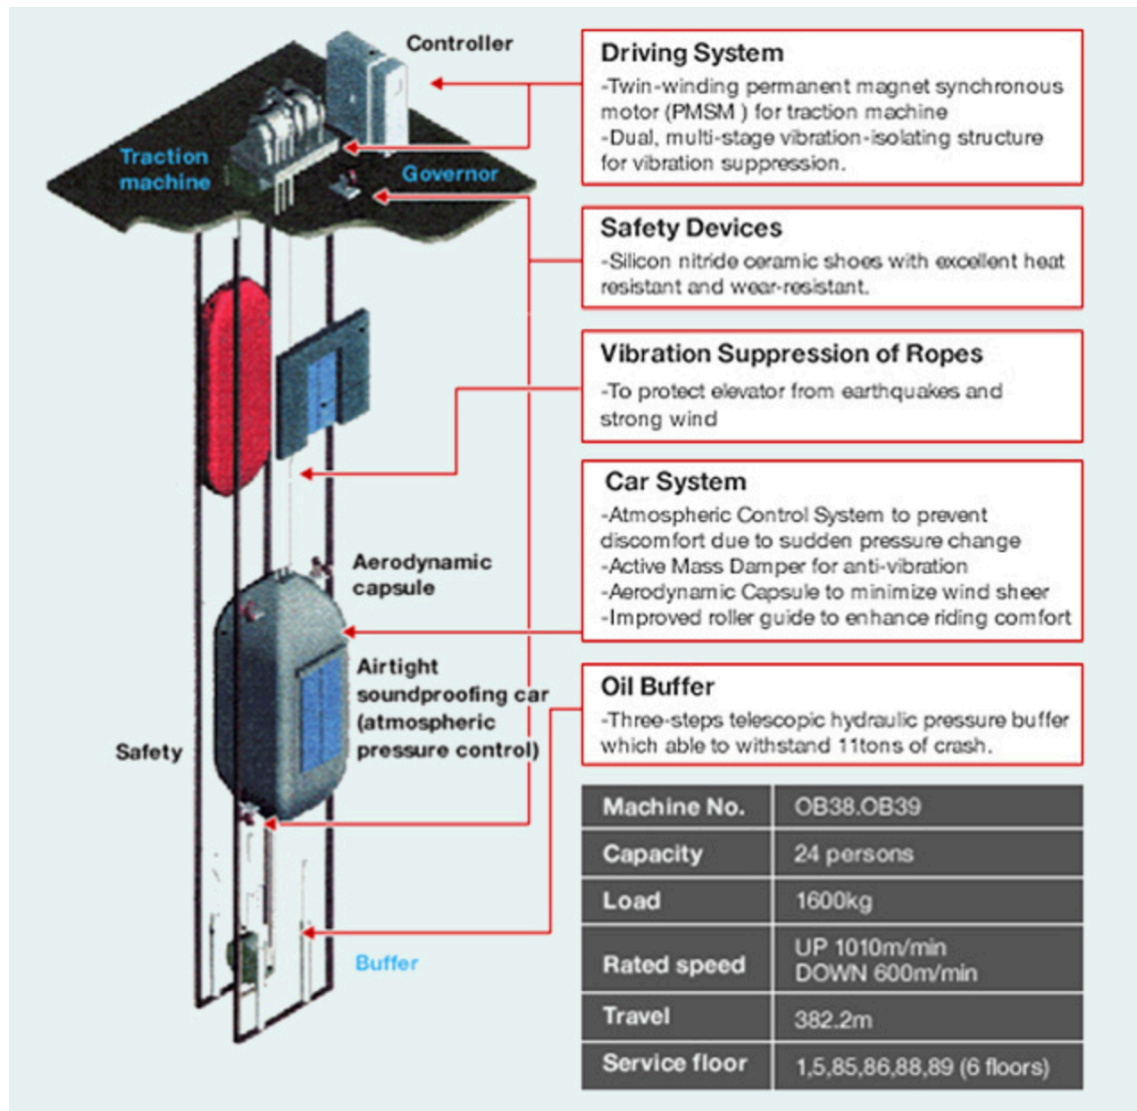 Controller
Traction
machine
Governor
Driving System
-Twin-winding permanent magnet synchronous
motor (PMSM ) for traction machine
-Dual, multi-stage vibration-isolating structure
for vibration suppression.
Safety Devices
-Silicon nitride ceramic shoes with excellent heat
resistant and wear-resistant.
Vibration Suppression of Ropes
-To protect elevator from earthquakes and
strong wind
Aerodynamic
capsule
Car System
-Atmospheric Control System to prevent
discomfort due to sudden pressure change
-Active Mass Damper for anti-vibration
-Aerodynamic Capsule to minimize wind sheer
-Improved roller guide to enhance riding comfort
Airtight
soundproofing car
(atmospheric
pressure control)
Safety
Oil Buffer
-Three-steps telescopic hydraulic pressure buffer
which able to withstand 11tons of crash.
Buffer
Machine No. OB38.OB39
Capacity 24 persons
Load 1600kg
Rated speed UP 1010m/min
DOWN 600m/min
Travel 382.2m
Service floor 1,5,85,86,88,89 (6 floors)